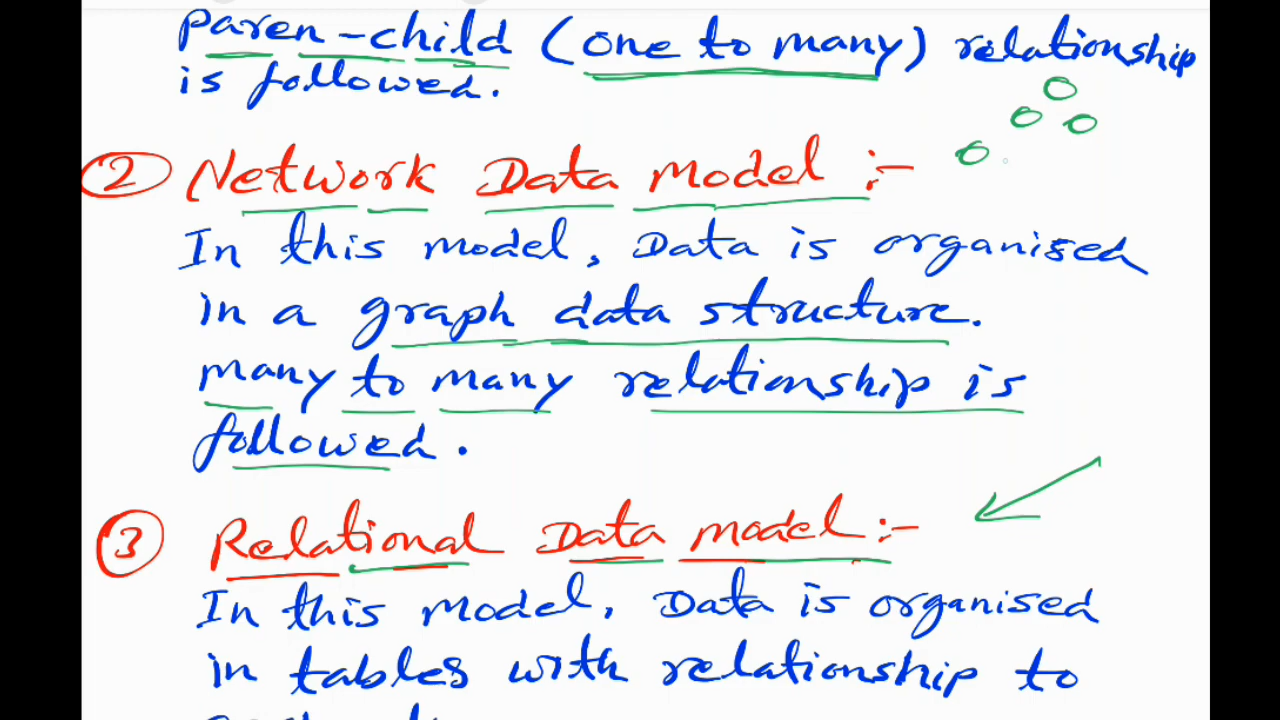 paren-child (one to many) relationship
is followed.
② Network Data Model :-
In this model, Data is organised
in a graph data structure.
many to many relationship is
followed.
③ Relational Data model :-
In this model, Data is organised
in tables with relationship to